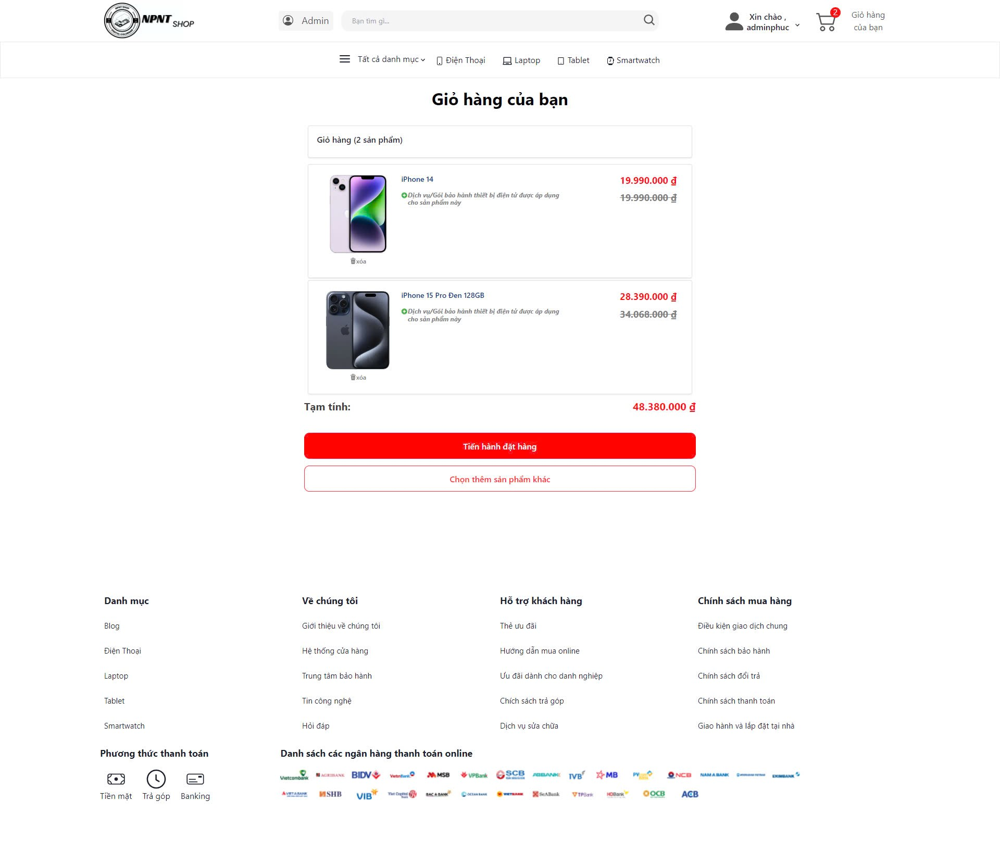 NPNT SHOP
Admin
Bạn tìm gì...
Xin chào ,
adminphuc
2
Giỏ hàng
của bạn
Tất cả danh mục
Điện Thoại
Laptop
Tablet
Smartwatch
Giỏ hàng của bạn
Giỏ hàng (2 sản phẩm)
iPhone 14
19.990.000 ₫
Dịch vụ/Gói bảo hành thiết bị điện tử được áp dụng
cho sản phẩm này
19.990.000 ₫
xóa
iPhone 15 Pro Đen 128GB
28.390.000 ₫
Dịch vụ/Gói bảo hành thiết bị điện tử được áp dụng
cho sản phẩm này
34.068.000 ₫
xóa
Tạm tính:
48.380.000 ₫
Tiến hành đặt hàng
Chọn thêm sản phẩm khác
Danh mục
Blog
Điện Thoại
Laptop
Tablet
Smartwatch
Về chúng tôi
Giới thiệu về chúng tôi
Hệ thống cửa hàng
Trung tâm bảo hành
Tin công nghệ
Hỏi đáp
Hỗ trợ khách hàng
Thẻ ưu đãi
Hướng dẫn mua online
Ưu đãi dành cho danh nghiệp
Chích sách trả góp
Dịch vụ sửa chữa
Chính sách mua hàng
Điều kiện giao dịch chung
Chính sách bảo hành
Chính sách đổi trả
Chính sách thanh toán
Giao hành và lắp đặt tại nhà
Phương thức thanh toán
Tiền mặt
Trả góp
Banking
Danh sách các ngân hàng thanh toán online
Vietcombank AGRIBANK BIDV VietinBank MSB VPBank SCB ABBANK TVB MB NCB NAM A BANK EXIMBANK
VIETABANK SHB VIB Viet Capital Bank BAC A BANK OCEANBANK VIETBANK SeABank TPBank HDBank OCB ACB